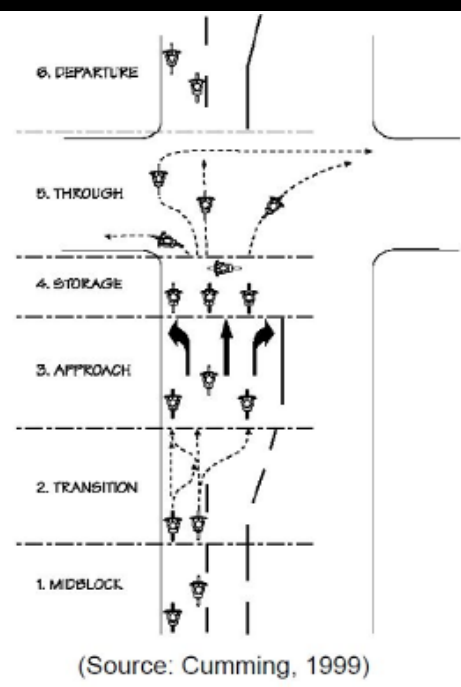 6. DEPARTURE
5. THROUGH
4. STORAGE
3. APPROACH
2. TRANSITION
1. MIDBLOCK
(Source: Cumming, 1999)